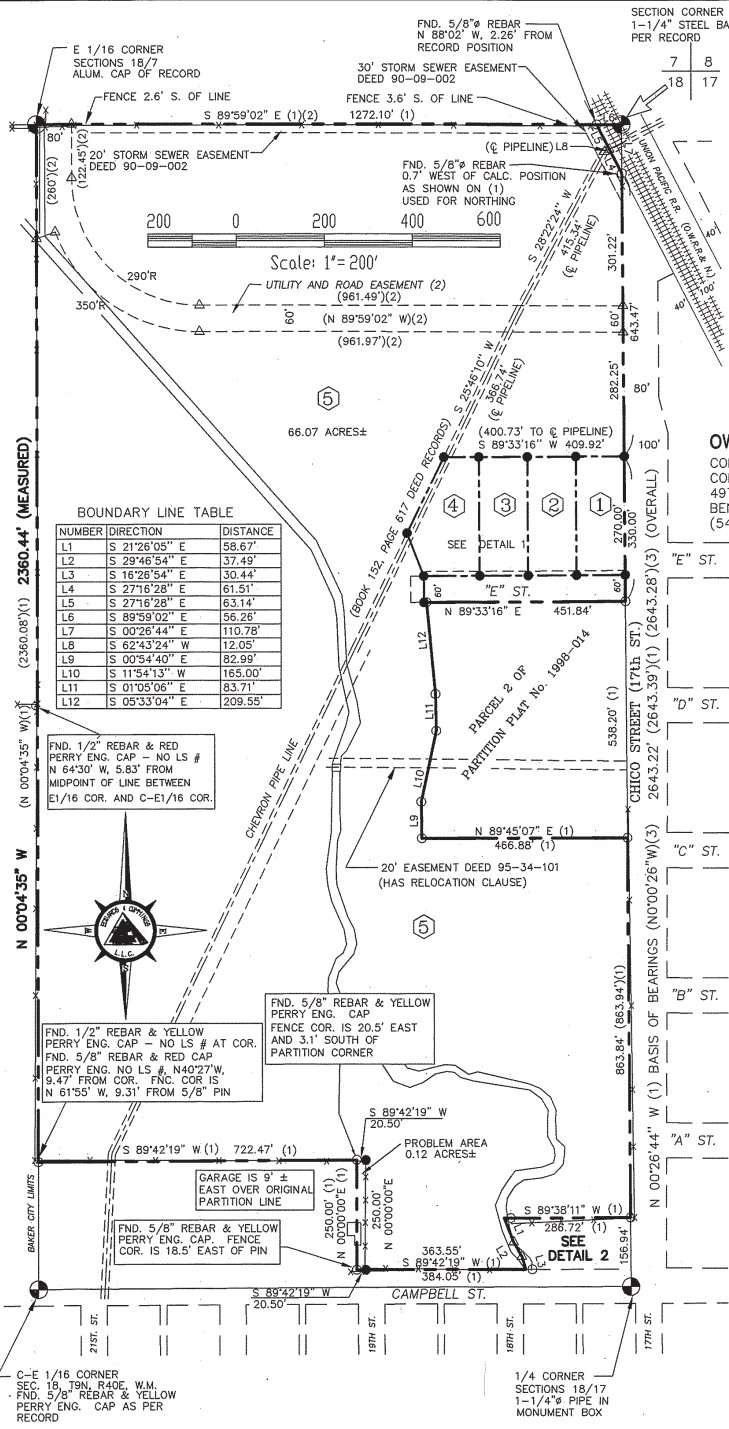 SECTION CORNER
1-1/4" STEEL BA
PER RECORD
7 8
18 17
FND. 5/8"ø REBAR
N 88°02' W, 2.26' FROM
RECORD POSITION
E 1/16 CORNER
SECTIONS 18/7
ALUM. CAP OF RECORD
30' STORM SEWER EASEMENT
DEED 90-09-002
FENCE 2.6' S. OF LINE
FENCE 3.6' S. OF LINE
S 89°59'02" E (1)(2)
1272.10' (1)
80'
20' STORM SEWER EASEMENT
DEED 90-09-002
(℄ PIPELINE) L8
L5
L4
FND. 5/8"ø REBAR
0.7' WEST OF CALC. POSITION
AS SHOWN ON (1)
USED FOR NORTHING
UNION PACIFIC R.R. (O.W.R.R.& N.)
40'
100'
40'
(260')(2)
(122.45')(2)
200 0 200 400 600
Scale: 1"= 200'
S 28°22'24" W
415.34'
(℄ PIPELINE)
301.22'
290'R
350'R
UTILITY AND ROAD EASEMENT (2)
(961.49')(2)
60'
(N 89°59'02" W)(2)
(961.97')(2)
60'
643.47'
282.25'
80'
5
66.07 ACRES±
S 25°46'10" W
366.74'
(℄ PIPELINE)
(BOOK 152, PAGE 617 DEED RECORDS)
(400.73' TO ℄ PIPELINE)
S 89°33'16" W 409.92'
100'
OW
CO
CO
497
BEN
(54
4 3 2 1
SEE DETAIL 1
270.00'
330.00'
60'
"E" ST.
60'
N 89°33'16" E 451.84'
"E" ST.
BOUNDARY LINE TABLE
NUMBER DIRECTION DISTANCE
L1 S 21°26'05" E 58.67'
L2 S 29°46'54" E 37.49'
L3 S 16°26'54" E 30.44'
L4 S 27°16'28" E 61.51'
L5 S 27°16'28" E 63.14'
L6 S 89°59'02" E 56.26'
L7 S 00°26'44" E 110.78'
L8 S 62°43'24" W 12.05'
L9 S 00°54'40" E 82.99'
L10 S 11°54'13" W 165.00'
L11 S 01°05'06" E 83.71'
L12 S 05°33'04" E 209.55'
N 00°04'35" W 2360.44' (MEASURED)
(N 00°04'35" W)(1) (2360.08')(1)
L12
L11
L10
L9
PARCEL 2 OF
PARTITION PLAT No. 1998-014
538.20' (1)
CHICO STREET (17th ST.)
N 00°26'44" W (1) BASIS OF BEARINGS (N0°00'26"W)(3)
2643.22' (2643.39')(1) (2643.28')(3) (OVERALL)
"D" ST.
FND. 1/2" REBAR & RED
PERRY ENG. CAP - NO LS #
N 64°30' W, 5.83' FROM
MIDPOINT OF LINE BETWEEN
E1/16 COR. AND C-E1/16 COR.
CHEVRON PIPE LINE
N 89°45'07" E (1)
466.88' (1)
"C" ST.
20' EASEMENT DEED 95-34-101
(HAS RELOCATION CLAUSE)
N
W
E
S
EDWARDS & CUMMINGS
L.L.C.
5
"B" ST.
863.84' (863.94')(1)
FND. 5/8" REBAR & YELLOW
PERRY ENG. CAP
FENCE COR. IS 20.5' EAST
AND 3.1' SOUTH OF
PARTITION CORNER
FND. 1/2" REBAR & YELLOW
PERRY ENG. CAP - NO LS # AT COR.
FND. 5/8" REBAR & RED CAP
PERRY ENG. NO LS #, N40°27'W,
9.47' FROM COR. FNC. COR IS
N 61°55' W, 9.31' FROM 5/8" PIN
S 89°42'19" W
20.50'
PROBLEM AREA
0.12 ACRES±
"A" ST.
S 89°42'19" W (1) 722.47' (1)
GARAGE IS 9' ±
EAST OVER ORIGINAL
PARTITION LINE
250.00' (1)
N 00°00'00"E (1)
250.00'
N 00°00'00"E
S 89°38'11" W (1)
286.72' (1)
SEE
DETAIL 2
156.94'
L1
L2
L3
FND. 5/8" REBAR & YELLOW
PERRY ENG. CAP. FENCE
COR. IS 18.5' EAST OF PIN
363.55'
S 89°42'19" W (1)
384.05' (1)
BAKER CITY LIMITS
S 89°42'19" W
20.50'
CAMPBELL ST.
21ST. ST.
19TH ST.
18TH ST.
17TH ST.
C-E 1/16 CORNER
SEC. 18, T9N, R40E, W.M.
FND. 5/8" REBAR & YELLOW
PERRY ENG. CAP AS PER
RECORD
1/4 CORNER
SECTIONS 18/17
1-1/4"ø PIPE IN
MONUMENT BOX